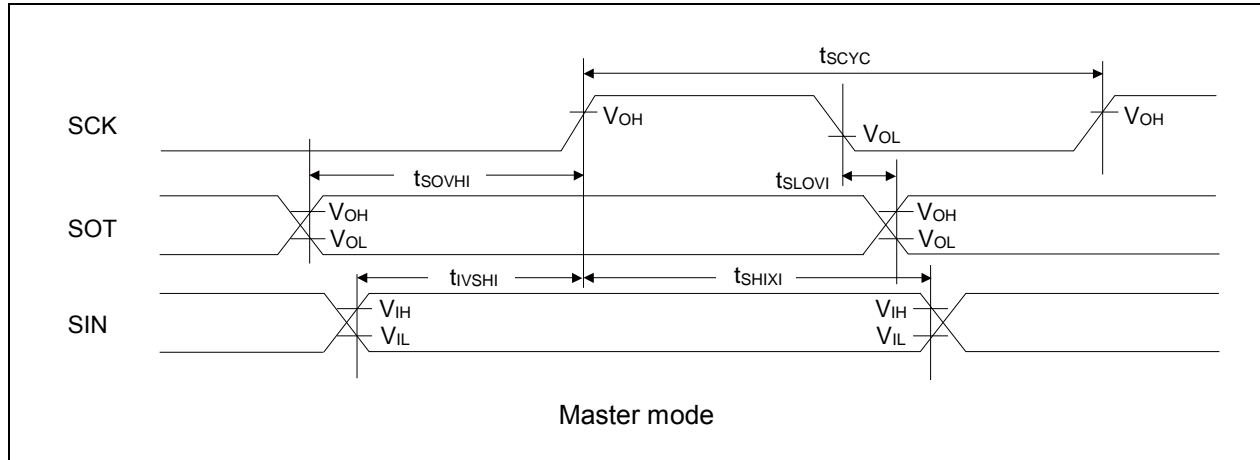 tSCYC
SCK
VOH
VOL
VOH
tSOVHI
tSLOVI
SOT
VOH
VOL
VOH
VOL
tIVSHI
tSHIXI
SIN
VIH
VIL
VIH
VIL
Master mode